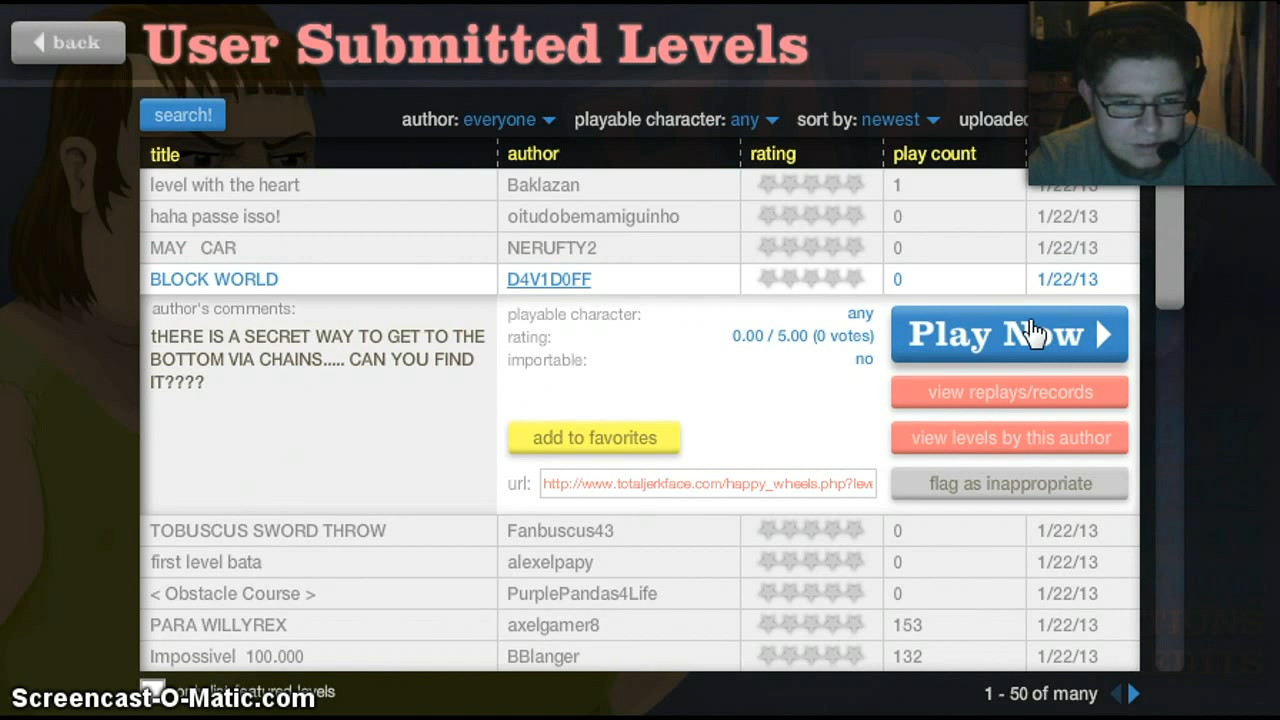 back
User Submitted Levels
search!
author: everyone playable character: any sort by: newest uploaded
title author rating play count
level with the heart Baklazan 1 1/22/13
haha passe isso! oitudobemamiguinho 0 1/22/13
MAY CAR NERUFTY2 0 1/22/13
BLOCK WORLD D4V1D0FF 0 1/22/13
author's comments:
tHERE IS A SECRET WAY TO GET TO THE
BOTTOM VIA CHAINS..... CAN YOU FIND
IT????
playable character: any
rating: 0.00 / 5.00 (0 votes)
importable: no
add to favorites
url: http://www.totaljerkface.com/happy_wheels.php?leve
Play Now
view replays/records
view levels by this author
flag as inappropriate
TOBUSCUS SWORD THROW Fanbuscus43 0 1/22/13
first level bata alexelpapy 0 1/22/13
< Obstacle Course > PurplePandas4Life 0 1/22/13
PARA WILLYREX axelgamer8 153 1/22/13
Impossivel 100.000 BBlanger 132 1/22/13
list featured levels
1 - 50 of many
Screencast-O-Matic.com